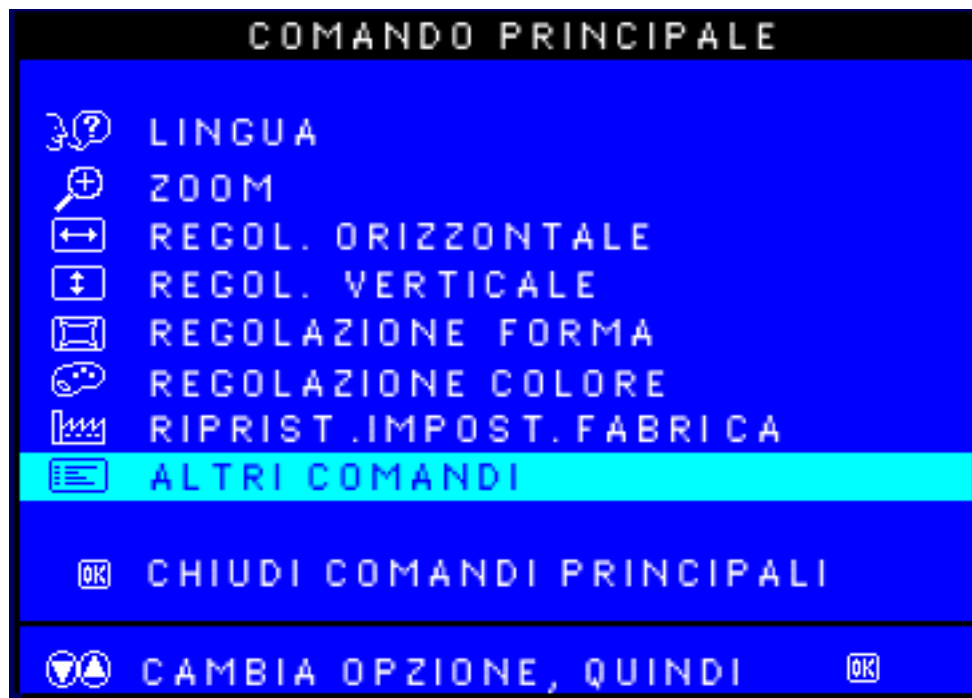 COMANDO PRINCIPALE
LINGUA
ZOOM
REGOL. ORIZZONTALE
REGOL. VERTICALE
REGOLAZIONE FORMA
REGOLAZIONE COLORE
RIPRIST.IMPOST.FABRICA
ALTRI COMANDI
OK CHIUDI COMANDI PRINCIPALI
CAMBIA OPZIONE, QUINDI OK